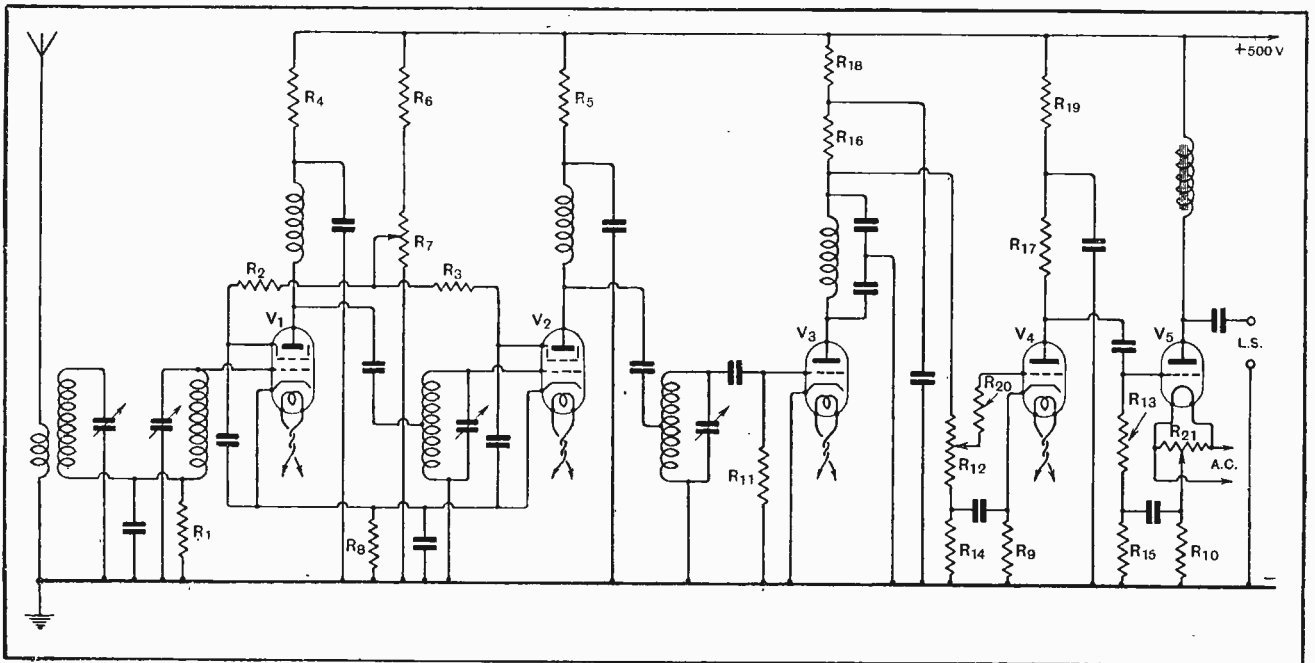 +500 V
R18
R4
R6
R5
R19
R16
R7
R17
R2
R3
V1
V2
V3
V4
V5
L.S.
R20
R13
R21
A.C.
R12
R11
R1
R8
R14
R9
R15
R10
−